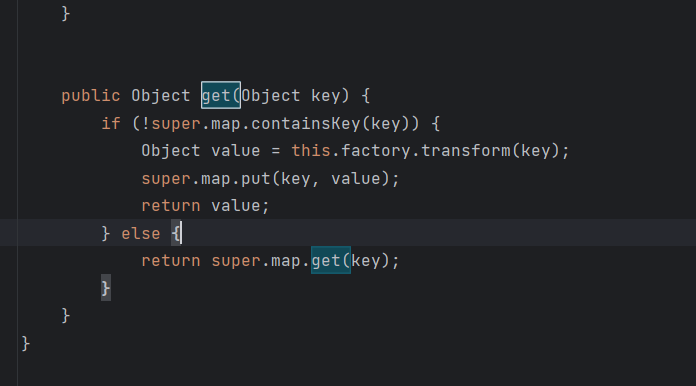 }
public Object get(Object key) {
if (!super.map.containsKey(key)) {
Object value = this.factory.transform(key);
super.map.put(key, value);
return value;
} else {
return super.map.get(key);
}
}
}